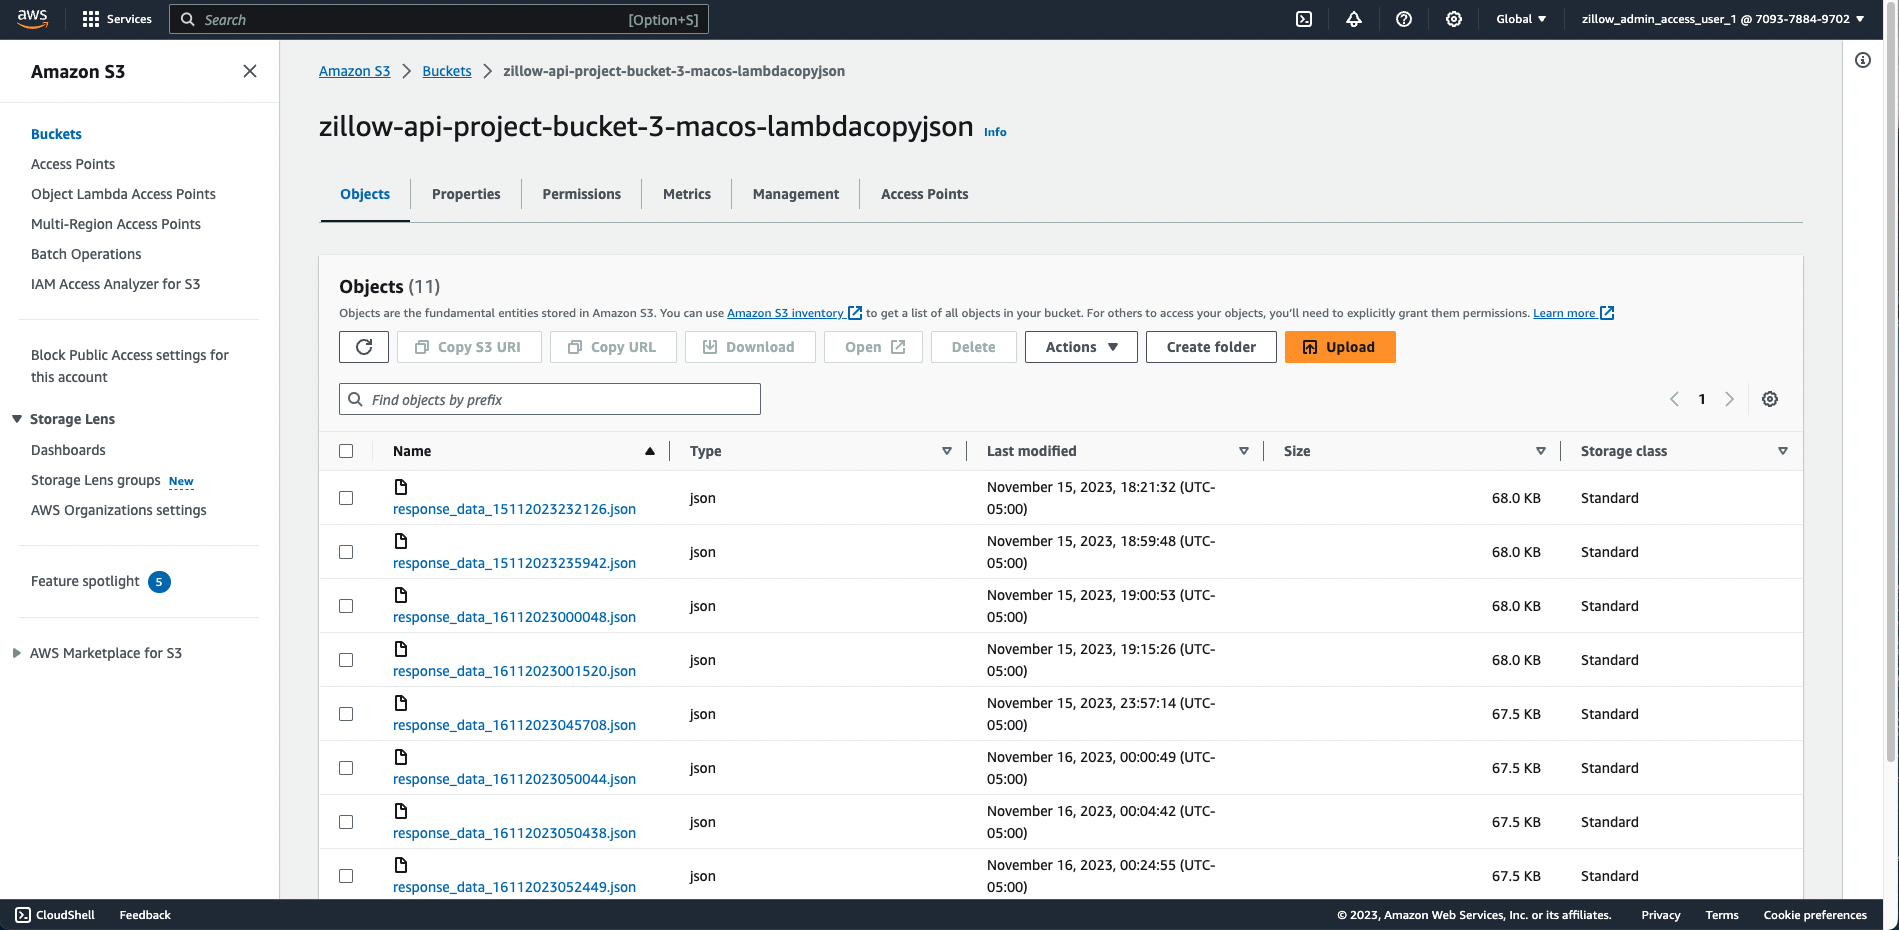 aws
Services
Search
[Option+S]
Global
zillow_admin_access_user_1 @ 7093-7884-9702
Amazon S3
Buckets
Access Points
Object Lambda Access Points
Multi-Region Access Points
Batch Operations
IAM Access Analyzer for S3
Block Public Access settings for
this account
Storage Lens
Dashboards
Storage Lens groups New
AWS Organizations settings
Feature spotlight 5
AWS Marketplace for S3
Amazon S3 Buckets zillow-api-project-bucket-3-macos-lambdacopyjson
zillow-api-project-bucket-3-macos-lambdacopyjson Info
Objects Properties Permissions Metrics Management Access Points
Objects (11)
Objects are the fundamental entities stored in Amazon S3. You can use Amazon S3 inventory to get a list of all objects in your bucket. For others to access your objects, you'll need to explicitly grant them permissions. Learn more
Copy S3 URI Copy URL Download Open Delete Actions Create folder Upload
Find objects by prefix
1
Name Type Last modified Size Storage class
response_data_15112023232126.json
json
November 15, 2023, 18:21:32 (UTC-
05:00)
68.0 KB
Standard
response_data_15112023235942.json
json
November 15, 2023, 18:59:48 (UTC-
05:00)
68.0 KB
Standard
response_data_16112023000048.json
json
November 15, 2023, 19:00:53 (UTC-
05:00)
68.0 KB
Standard
response_data_16112023001520.json
json
November 15, 2023, 19:15:26 (UTC-
05:00)
68.0 KB
Standard
response_data_16112023045708.json
json
November 15, 2023, 23:57:14 (UTC-
05:00)
67.5 KB
Standard
response_data_16112023050044.json
json
November 16, 2023, 00:00:49 (UTC-
05:00)
67.5 KB
Standard
response_data_16112023050438.json
json
November 16, 2023, 00:04:42 (UTC-
05:00)
67.5 KB
Standard
response_data_16112023052449.json
json
November 16, 2023, 00:24:55 (UTC-
05:00)
67.5 KB
Standard
CloudShell Feedback
© 2023, Amazon Web Services, Inc. or its affiliates. Privacy Terms Cookie preferences